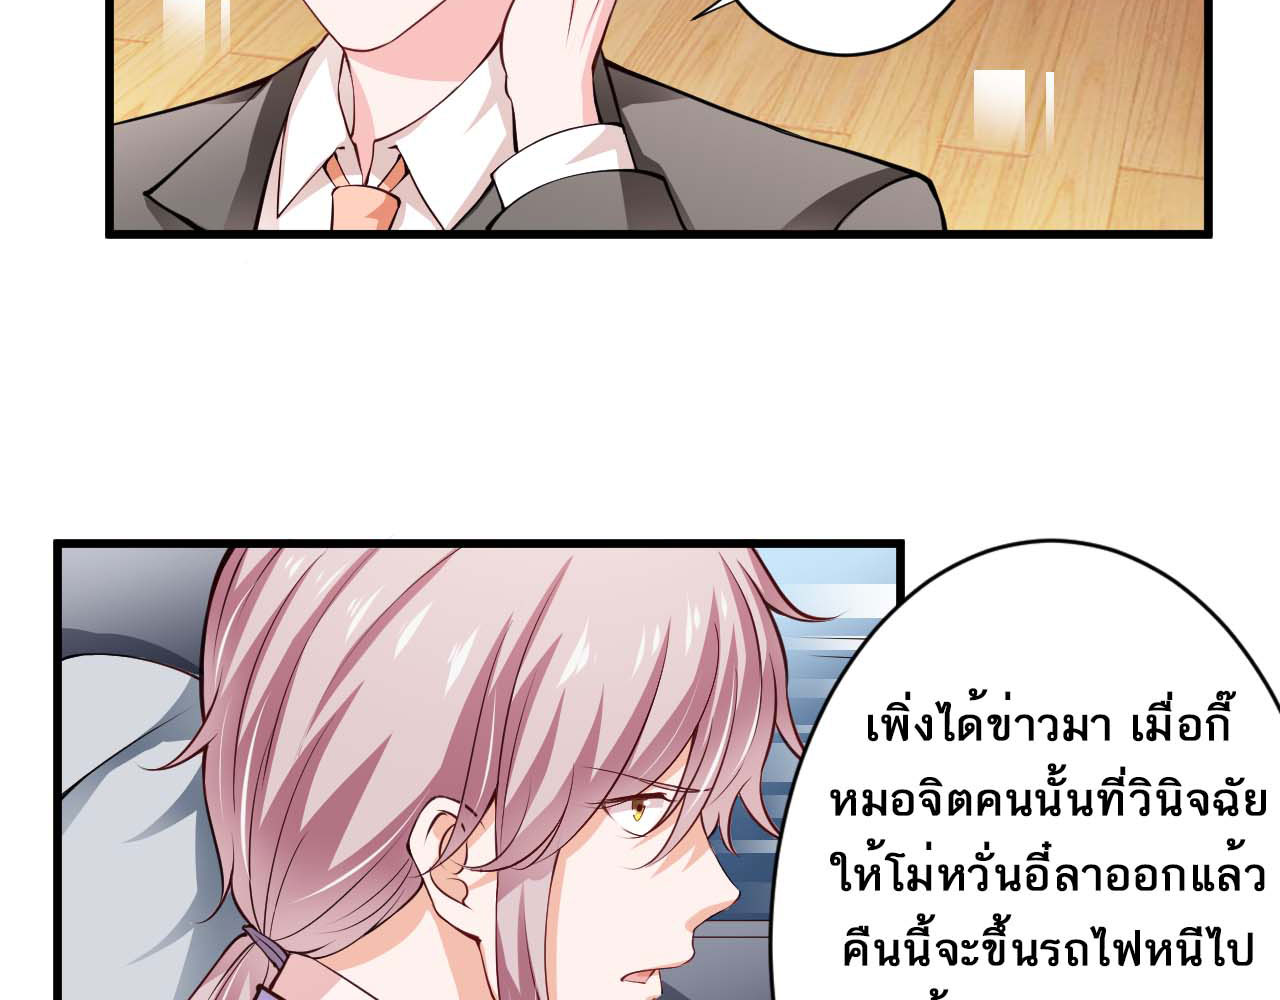 เพิ่งได้ข่าวมา เมื่อกี๊
หมอจิตคนนั้นที่วินิจฉัย
ให้โม่หวั่นอี๋ลาออกแล้ว
คืนนี้จะขึ้นรถไฟหนีไป